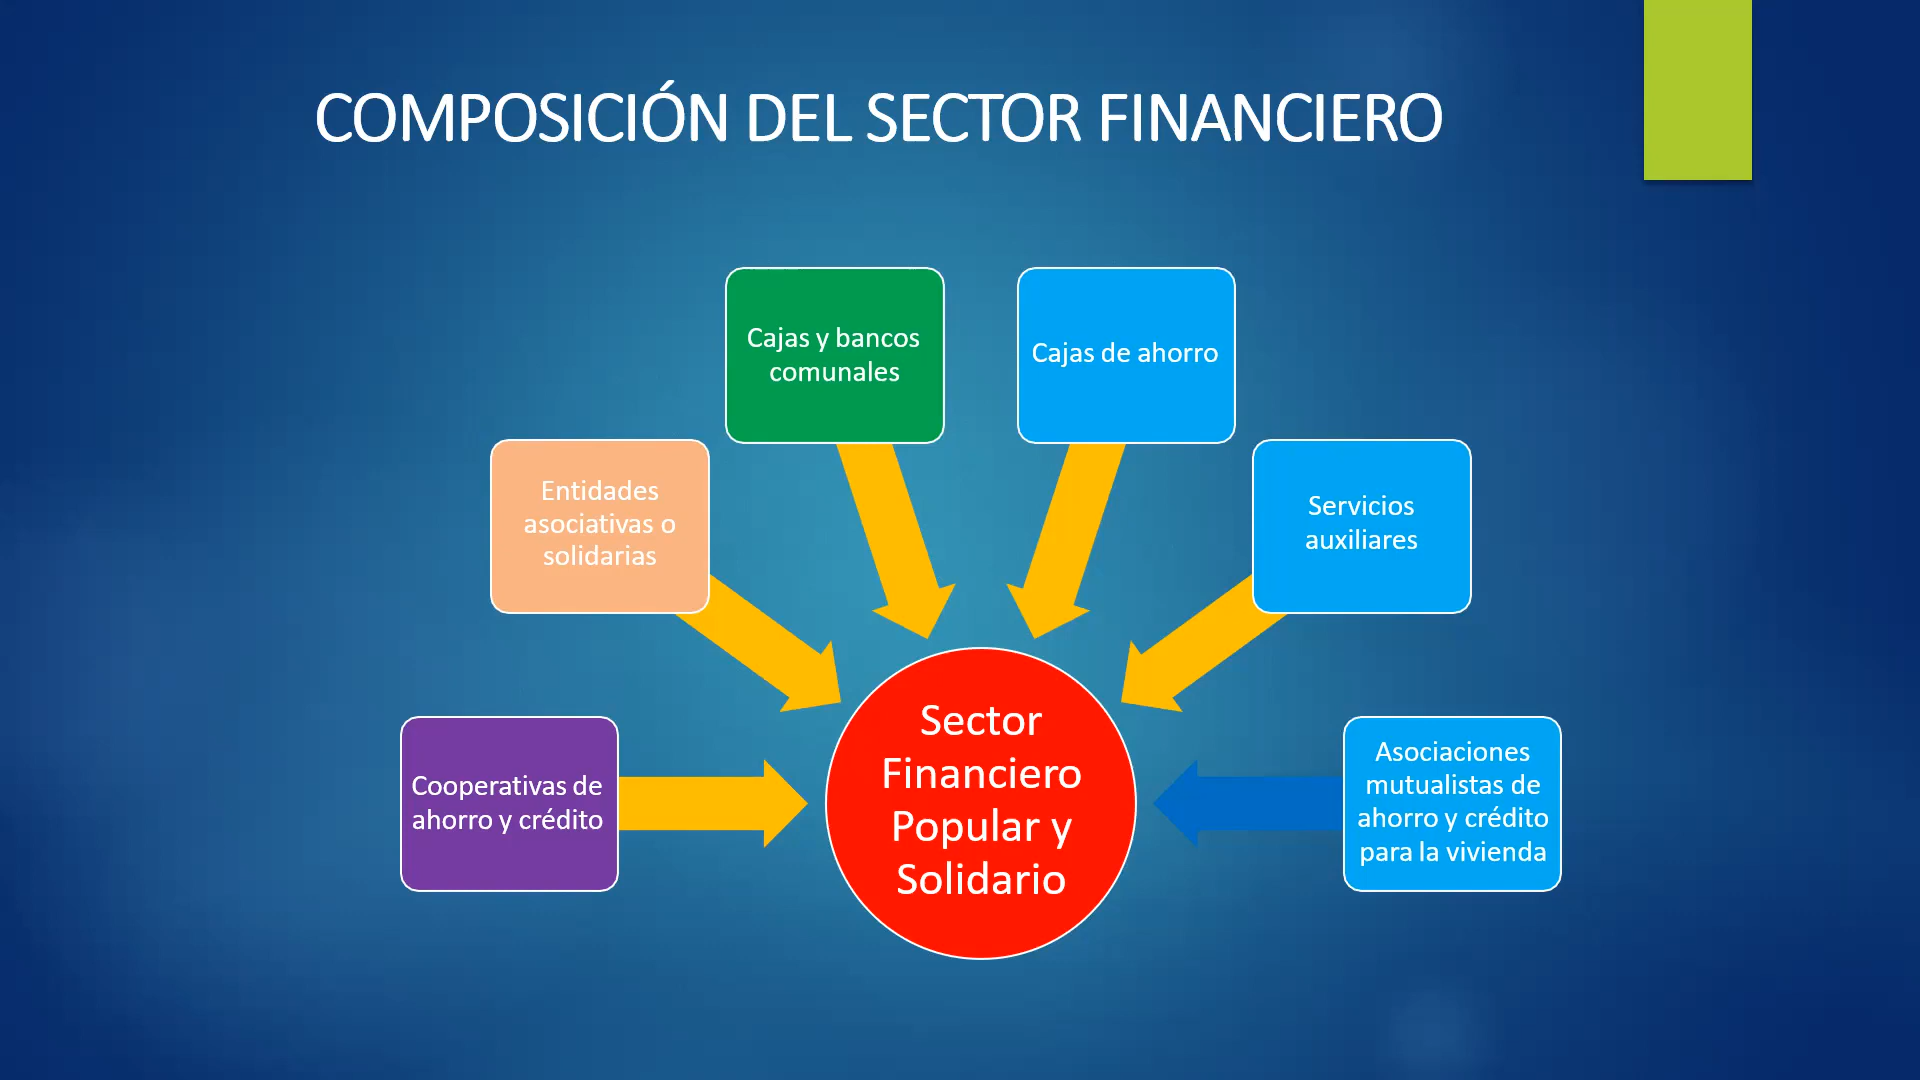 COMPOSICIÓN DEL SECTOR FINANCIERO
Cajas y bancos
comunales
Cajas de ahorro
Entidades
asociativas o
solidarias
Servicios
auxiliares
Cooperativas de
ahorro y crédito
Sector
Financiero
Popular y
Solidario
Asociaciones
mutualistas de
ahorro y crédito
para la vivienda